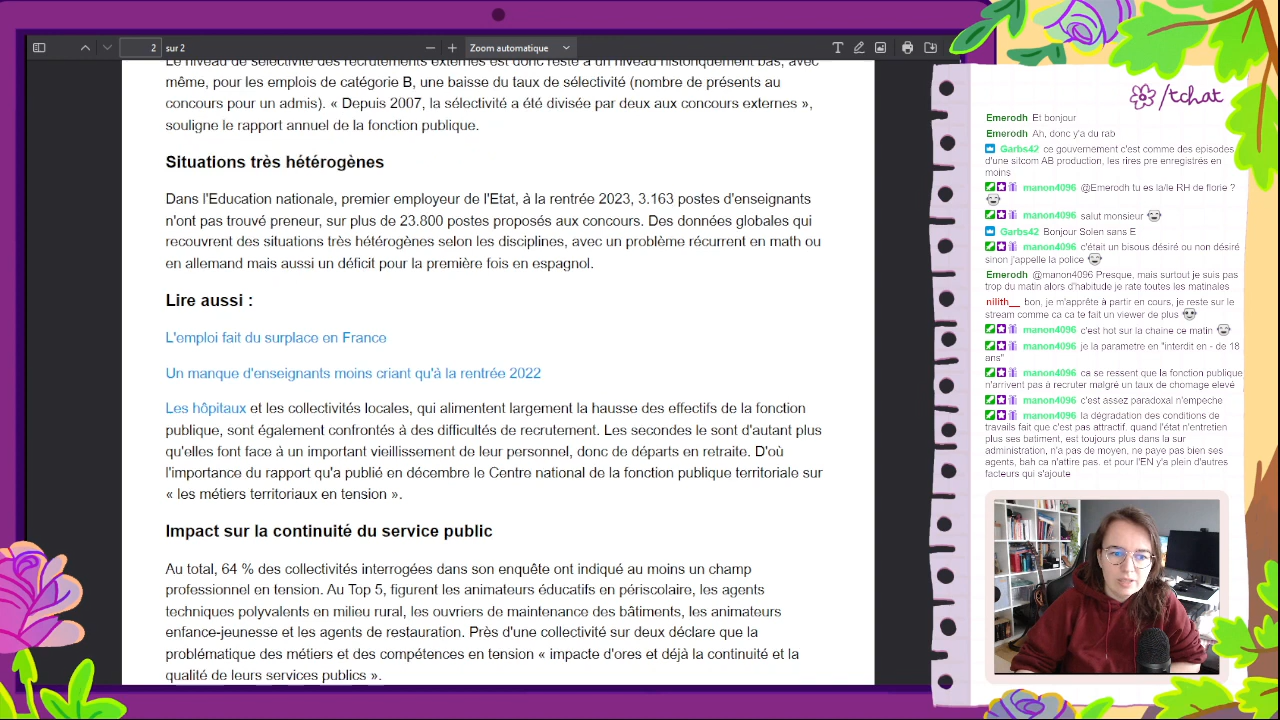 2 sur 2
Zoom automatique
Le niveau de sélectivité des recrutements externes est donc resté à un niveau historiquement bas, avec
même, pour les emplois de catégorie B, une baisse du taux de sélectivité (nombre de présents au
concours pour un admis). « Depuis 2007, la sélectivité a été divisée par deux aux concours externes »,
souligne le rapport annuel de la fonction publique.
Situations très hétérogènes
Dans l'Education nationale, premier employeur de l'Etat, à la rentrée 2023, 3.163 postes d'enseignants
n'ont pas trouvé preneur, sur plus de 23.800 postes proposés aux concours. Des données globales qui
recouvrent des situations très hétérogènes selon les disciplines, avec un problème récurrent en math ou
en allemand mais aussi un déficit pour la première fois en espagnol.
Lire aussi :
L'emploi fait du surplace en France
Un manque d'enseignants moins criant qu'à la rentrée 2022
Les hôpitaux et les collectivités locales, qui alimentent largement la hausse des effectifs de la fonction
publique, sont également confrontés à des difficultés de recrutement. Les secondes le sont d'autant plus
qu'elles font face à un important vieillissement de leur personnel, donc de départs en retraite. D'où
l'importance du rapport qu'a publié en décembre le Centre national de la fonction publique territoriale sur
« les métiers territoriaux en tension ».
Impact sur la continuité du service public
Au total, 64 % des collectivités interrogées dans son enquête ont indiqué au moins un champ
professionnel en tension. Au Top 5, figurent les animateurs éducatifs en périscolaire, les agents
techniques polyvalents en milieu rural, les ouvriers de maintenance des bâtiments, les animateurs
enfance-jeunesse et les agents de restauration. Près d'une collectivité sur deux déclare que la
problématique des métiers et des compétences en tension « impacte d'ores et déjà la continuité et la
qualité de leurs services publics ».
/tchat
Emerodh Et bonjour
Emerodh Ah, donc y'a du rab
Garbs42 ce gouvernement c'est comme des episodes
d'une sitcom AB production, les rires pre enregistrés en
moins
manon4096 @Emerodh tu es la/le RH de florie ?
manon4096 salut monsieur
Garbs42 Bonjour Solen sans E
manon4096 c'était un bisous désiré ou non désiré
sinon j'appelle la police
Emerodh @manon4096 Presque, mais surtout je suis pas
trop du matin alors d'habitude je rate toutes les matinales
nilith__ bon, je m'apprête à partir en cours, je reste sur le
stream comme ca ca te fait un viewer de plus
manon4096 c'est hot sur la chaine ce matin
manon4096 je la parametre en "interdit en - de 18
ans"
manon4096 ca se ressent que la fonction publique
n'arrivent pas à recruter malgré un taux de chomage elevé
manon4096 c'est assez paradoxal n'empeche
manon4096 la dégradation des conditions de
travails fait que c'est pas attractif. quand l'état n'entretien
plus ses batiment, est toujours plus dans la sur
administration, n'a pas de moyen, ne paye pas bien ses
agents, bah ca n'attire pas. et pour l'EN y'a plein d'autres
facteurs qui s'ajoute